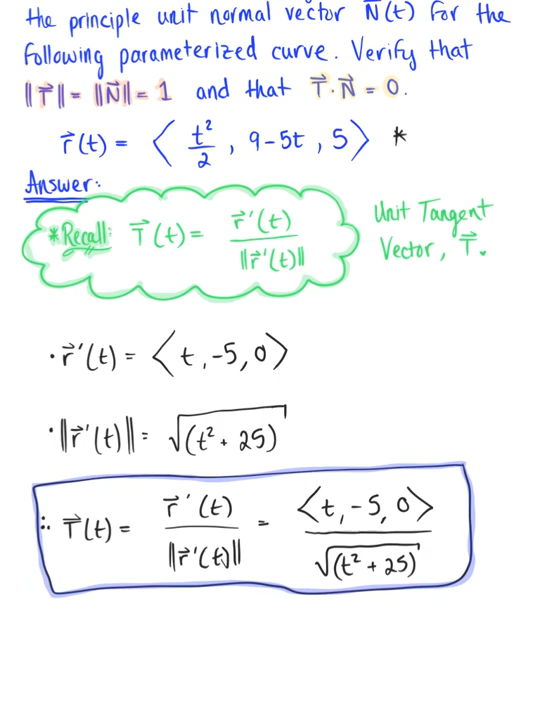 the principle unit normal vector N⃗(t) for the
following parameterized curve. Verify that
||T⃗|| = ||N⃗|| = 1 and that T⃗·N⃗ = 0.
r⃗(t) = ⟨ t²/2 , 9-5t , 5 ⟩ *
Answer:
*Recall: T⃗(t) = r⃗'(t) / ||r⃗'(t)||
Unit Tangent
Vector, T⃗.
· r⃗'(t) = ⟨t, -5, 0⟩
· ||r⃗'(t)|| = √(t² + 25)
∴ T⃗(t) = r⃗'(t) / ||r⃗'(t)|| = ⟨t, -5, 0⟩ / √(t² + 25)